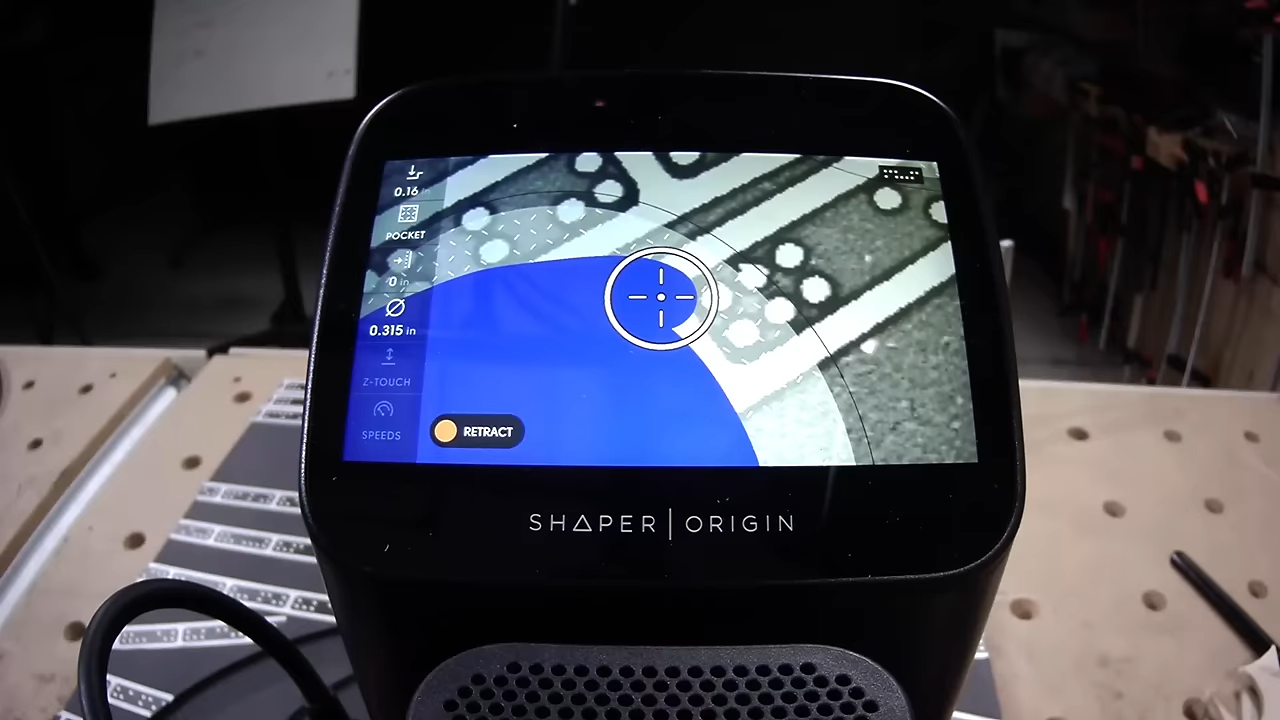 0.16 in
POCKET
0 in
0.315 in
Z-TOUCH
SPEEDS
RETRACT
SHAPER | ORIGIN